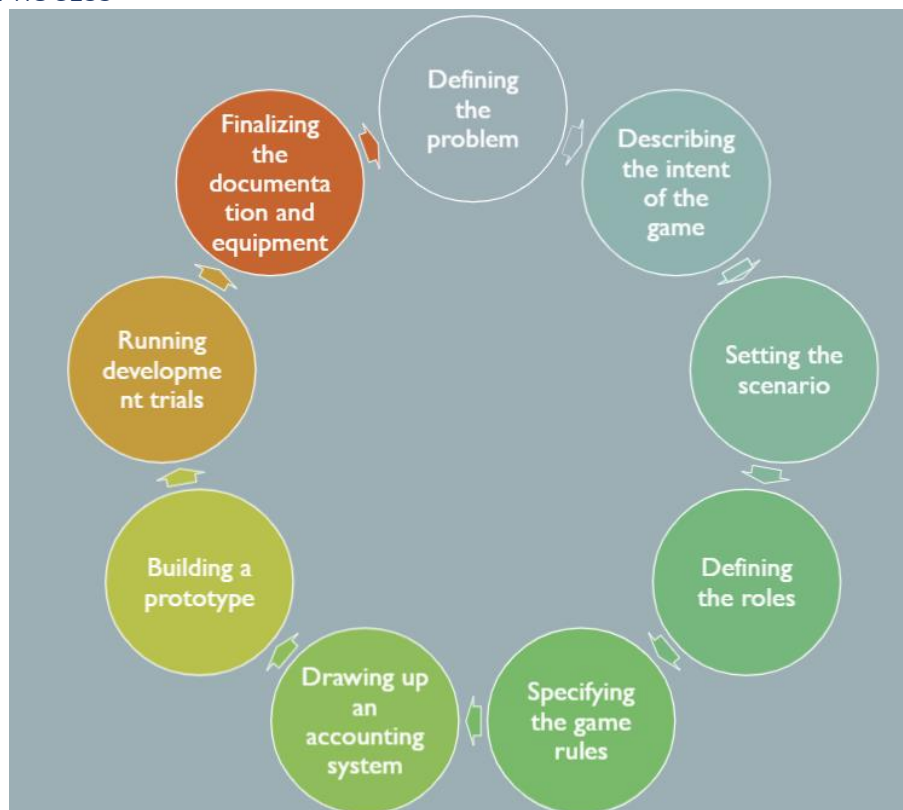 Defining
the
problem
Describing
the intent
of the
game
Setting the
scenario
Defining
the roles
Specifying
the game
rules
Drawing up
an
accounting
system
Building a
prototype
Running
developme
nt trials
Finalizing
the
documenta
tion and
equipment